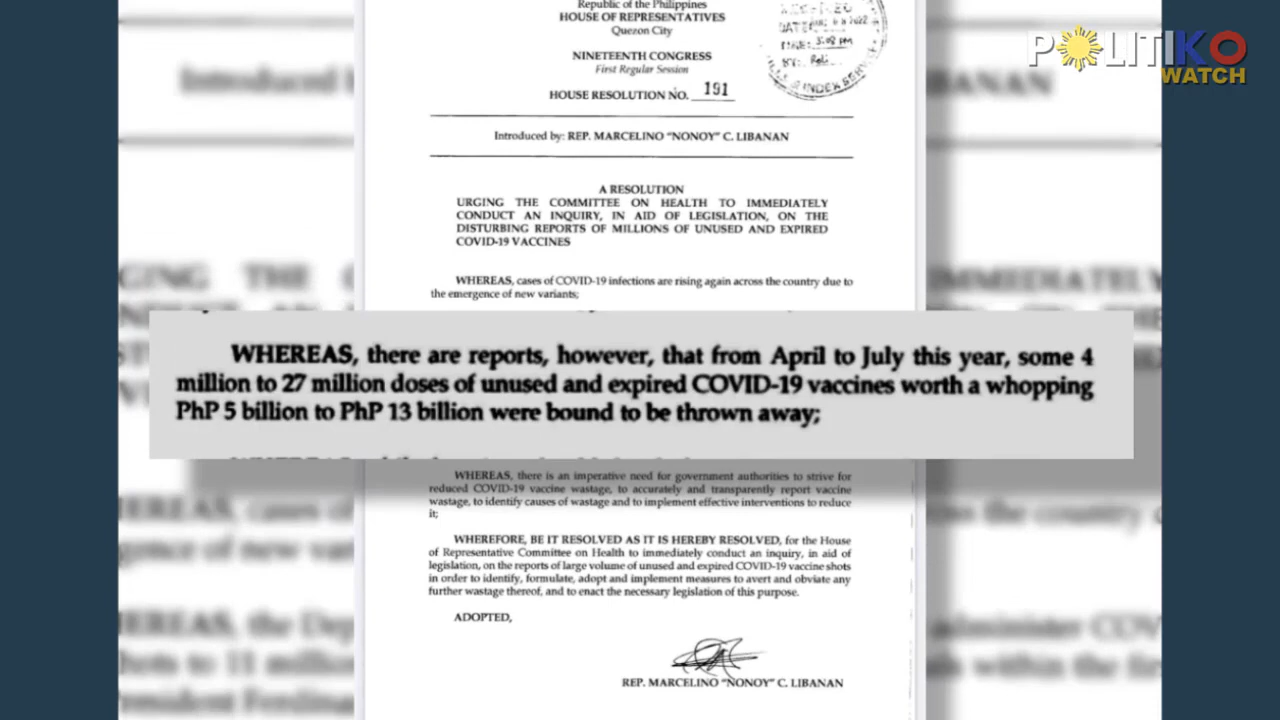 Republic of the Philippines
HOUSE OF REPRESENTATIVES
Quezon City
POLITIKO
WATCH
NINETEENTH CONGRESS
First Regular Session
3:08 PM
INDEX
HOUSE RESOLUTION NO. 191
Introduced by: REP. MARCELINO "NONOY" C. LIBANAN
A RESOLUTION
URGING THE COMMITTEE ON HEALTH TO IMMEDIATELY
CONDUCT AN INQUIRY, IN AID OF LEGISLATION, ON THE
DISTURBING REPORTS OF MILLIONS OF UNUSED AND EXPIRED
COVID-19 VACCINES
WHEREAS, cases of COVID-19 infections are rising again across the country due to
the emergence of new variants;
WHEREAS, there are reports, however, that from April to July this year, some 4
million to 27 million doses of unused and expired COVID-19 vaccines worth a whopping
PhP 5 billion to PhP 13 billion were bound to be thrown away;
WHEREAS, there is an imperative need for government authorities to strive for
reduced COVID-19 vaccine wastage, to accurately and transparently report vaccine
wastage, to identify causes of wastage and to implement effective interventions to reduce
it;
WHEREFORE, BE IT RESOLVED AS IT IS HEREBY RESOLVED, for the House
of Representative Committee on Health to immediately conduct an inquiry, in aid of
legislation, on the reports of large volume of unused and expired COVID-19 vaccine shots
in order to identify, formulate, adopt and implement measures to avert and obviate any
further wastage thereof, and to enact the necessary legislation of this purpose.
ADOPTED,
REP. MARCELINO "NONOY" C. LIBANAN